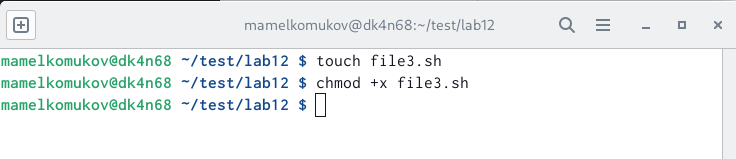 mamelkomukov@dk4n68:~/test/lab12
mamelkomukov@dk4n68 ~/test/lab12 $ touch file3.sh
mamelkomukov@dk4n68 ~/test/lab12 $ chmod +x file3.sh
mamelkomukov@dk4n68 ~/test/lab12 $